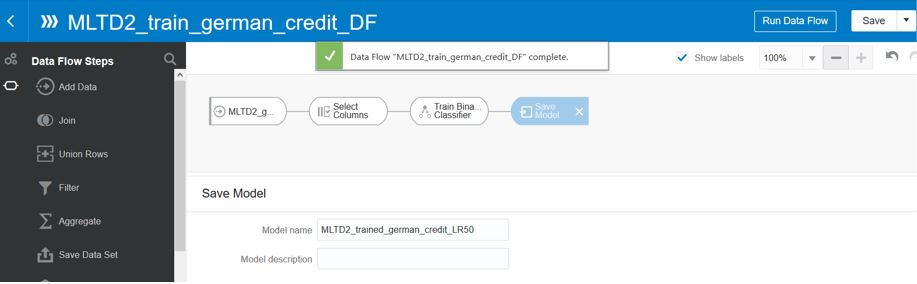 MLTD2_train_german_credit_DF
Run Data Flow
Save
Data Flow Steps
Data Flow "MLTD2_train_german_credit_DF" complete.
Show labels
100%
Add Data
Join
Union Rows
Filter
Aggregate
Save Data Set
MLTD2_g...
Select
Columns
Train Bina...
Classifier
Save
Model
Save Model
Model name
MLTD2_trained_german_credit_LR50
Model description